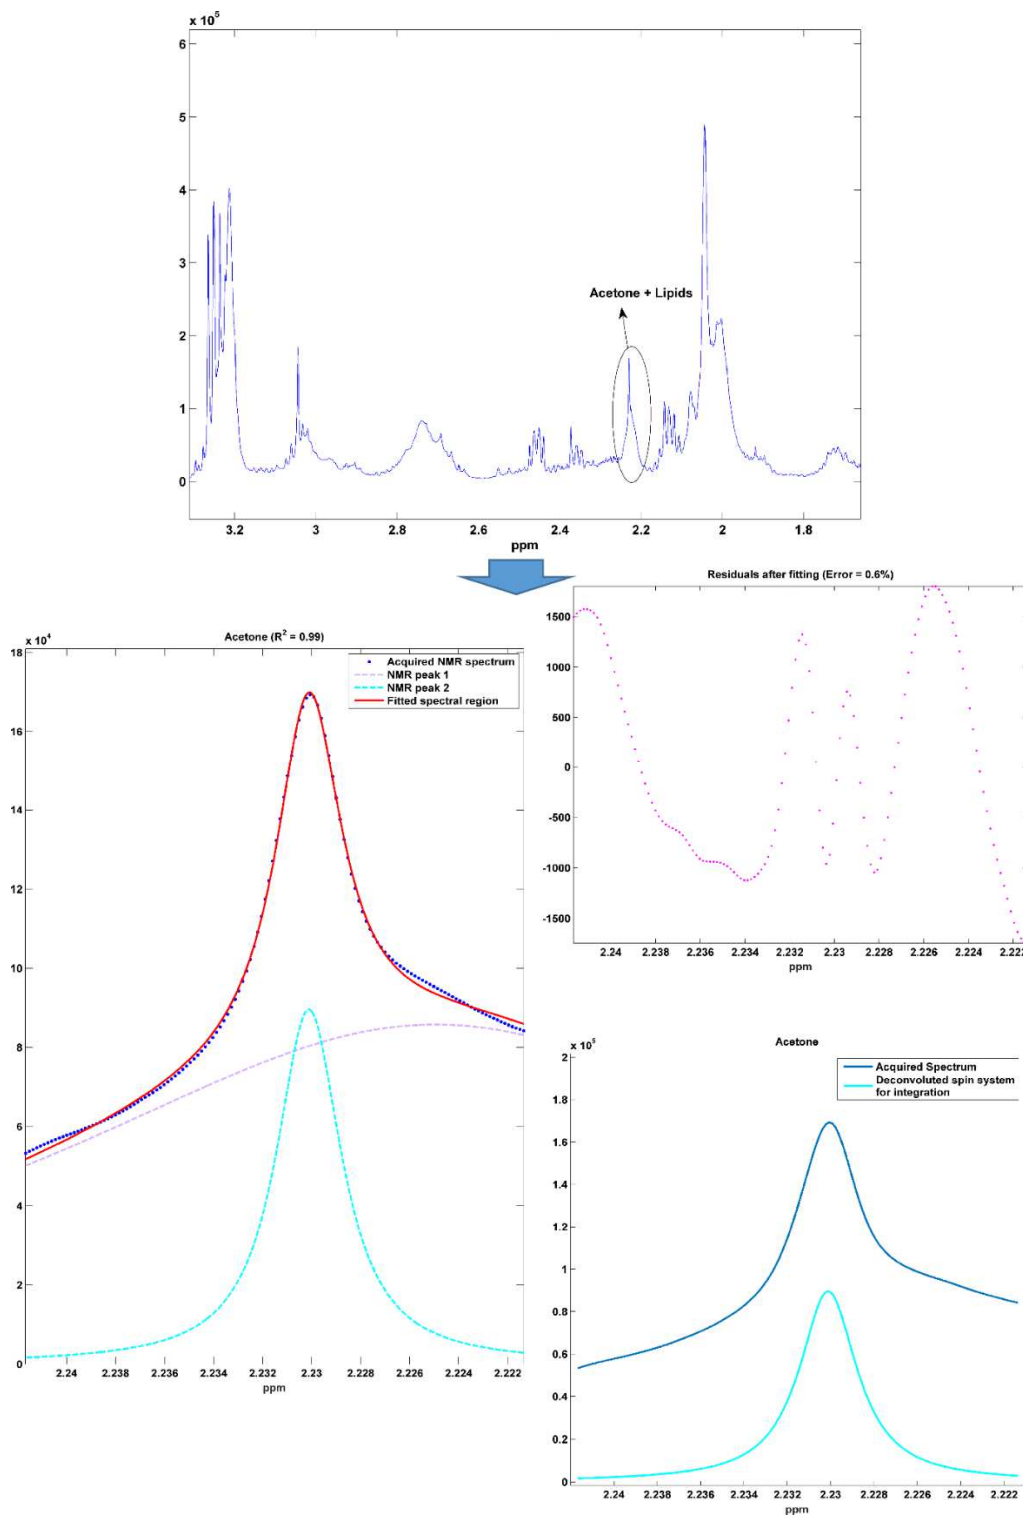 x 10⁵
6
5
4
3
2
1
0
Acetone + Lipids
3.2 3 2.8 2.6 2.4 2.2 2 1.8
ppm
Residuals after fitting (Error = 0.6%)
1500
1000
500
0
-500
-1000
-1500
2.24 2.238 2.236 2.234 2.232 2.23 2.228 2.226 2.224 2.222
ppm
Acetone (R² = 0.99)
x 10⁴
18
16
14
12
10
8
6
4
2
0
Acquired NMR spectrum
NMR peak 1
NMR peak 2
Fitted spectral region
2.24 2.238 2.236 2.234 2.232 2.23 2.228 2.226 2.224 2.222
ppm
Acetone
x 10⁵
2
1.8
1.6
1.4
1.2
1
0.8
0.6
0.4
0.2
0
Acquired Spectrum
Deconvoluted spin system
for integration
2.24 2.238 2.236 2.234 2.232 2.23 2.228 2.226 2.224 2.222
ppm